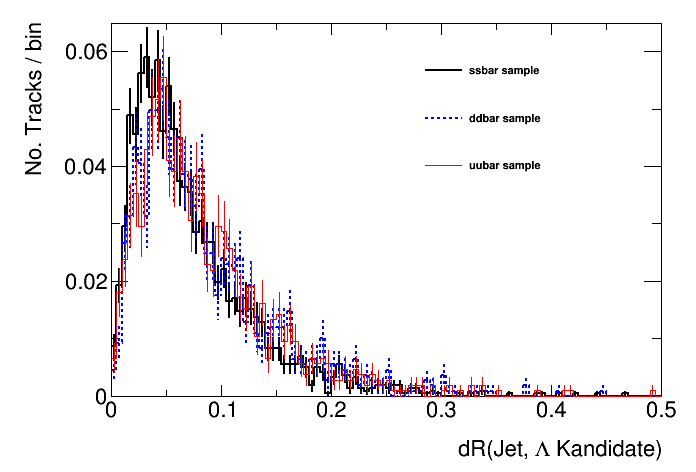 No. Tracks / bin
0.06
0.04
0.02
0
ssbar sample
ddbar sample
uubar sample
0 0.1 0.2 0.3 0.4 0.5
dR(Jet, Λ Kandidate)